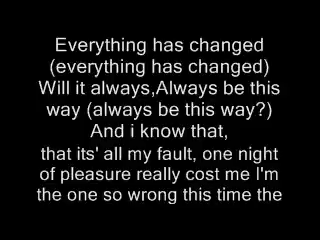 Everything has changed
(everything has changed)
Will it always,Always be this
way (always be this way?)
And i know that,
that its' all my fault, one night
of pleasure really cost me I'm
the one so wrong this time the